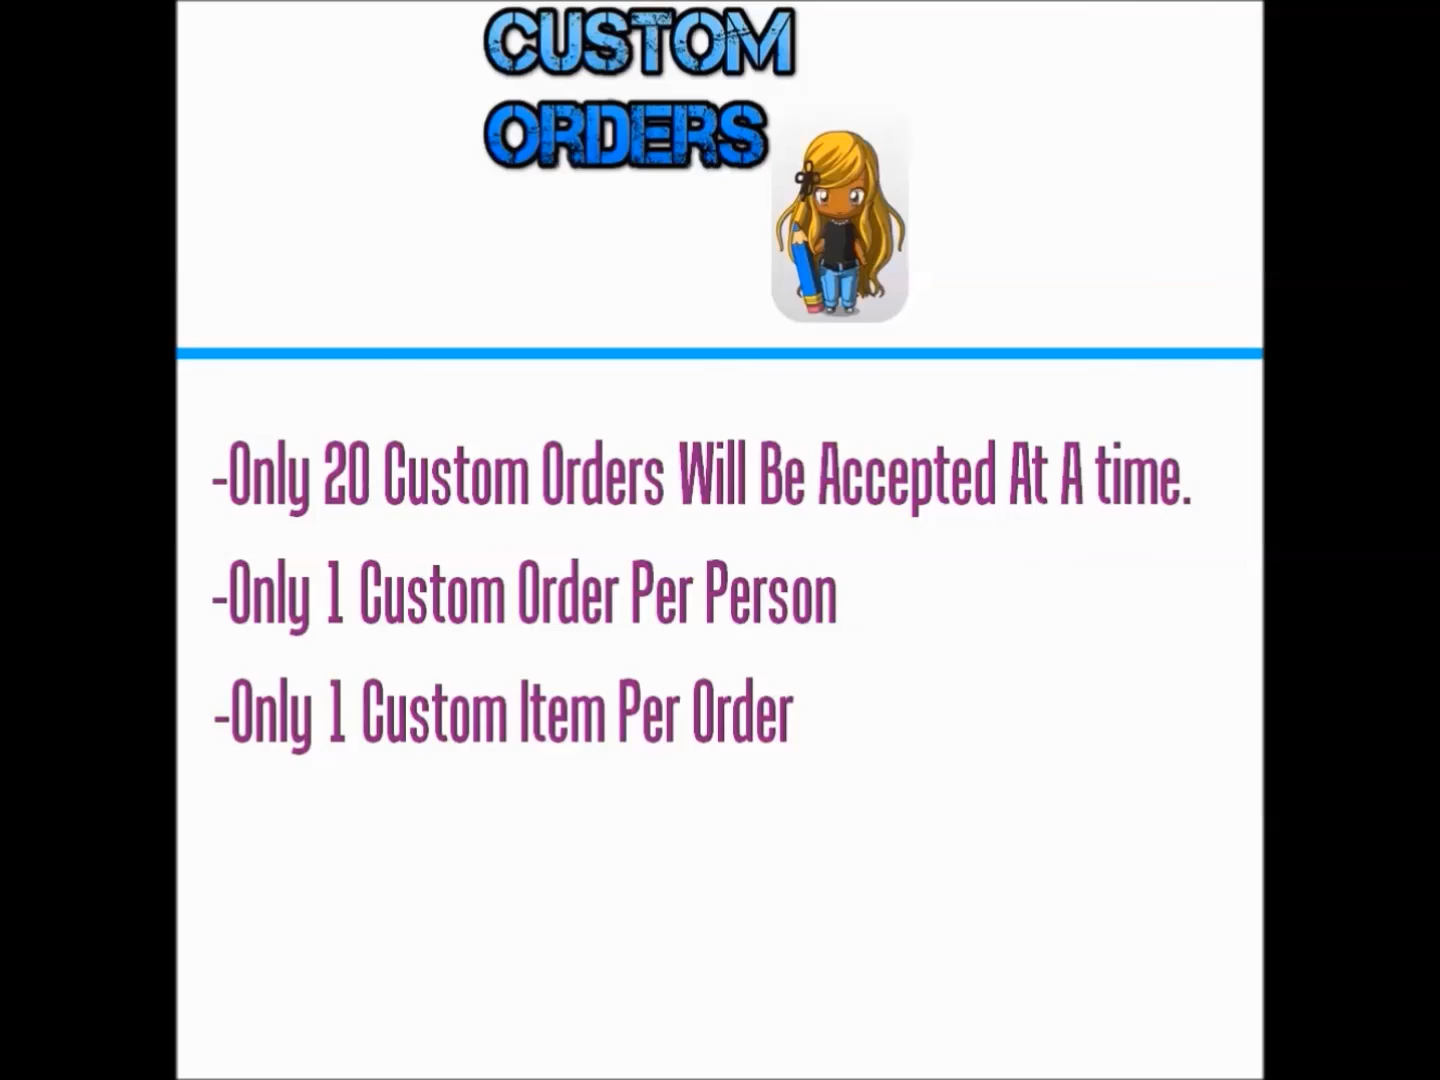 CUSTOM
ORDERS
-Only 20 Custom Orders Will Be Accepted At A time.
-Only 1 Custom Order Per Person
-Only 1 Custom Item Per Order